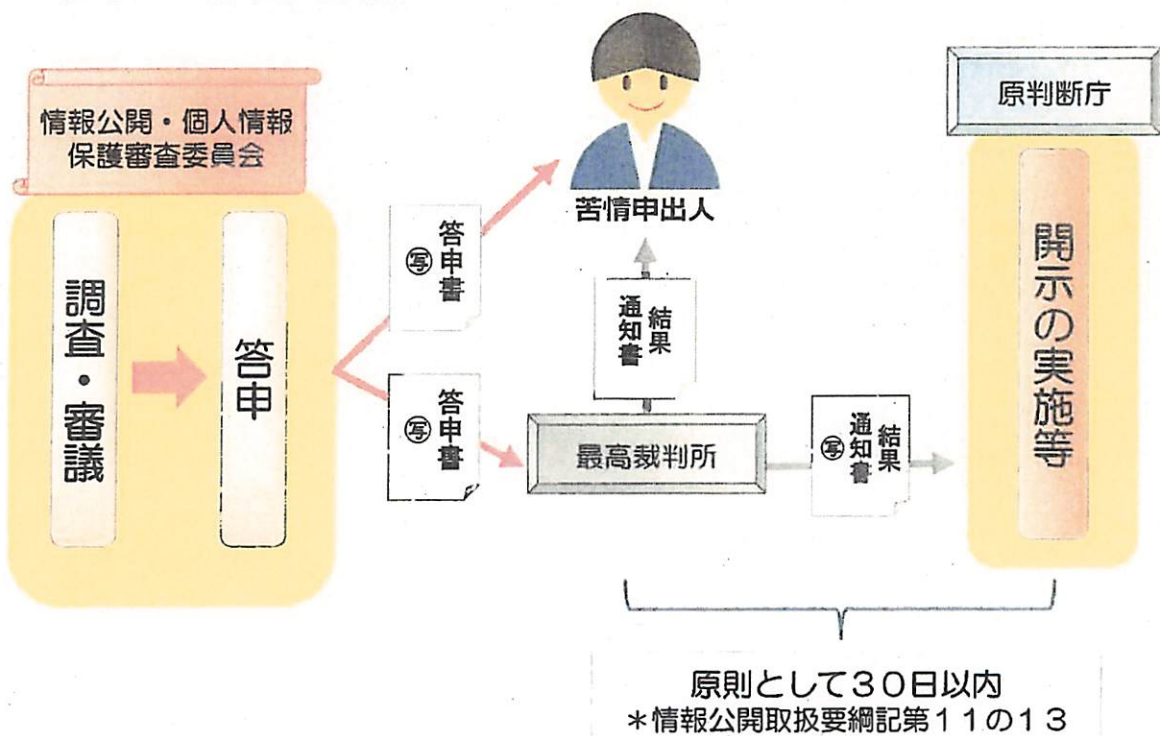 情報公開・個人情報
保護審査委員会
調査・審議
答申
答申書
㊢
答申書
㊢
苦情申出人
結果
通知書
最高裁判所
結果
通知書
㊢
原判断庁
開示の実施等
原則として３０日以内
＊情報公開取扱要綱記第１１の１３